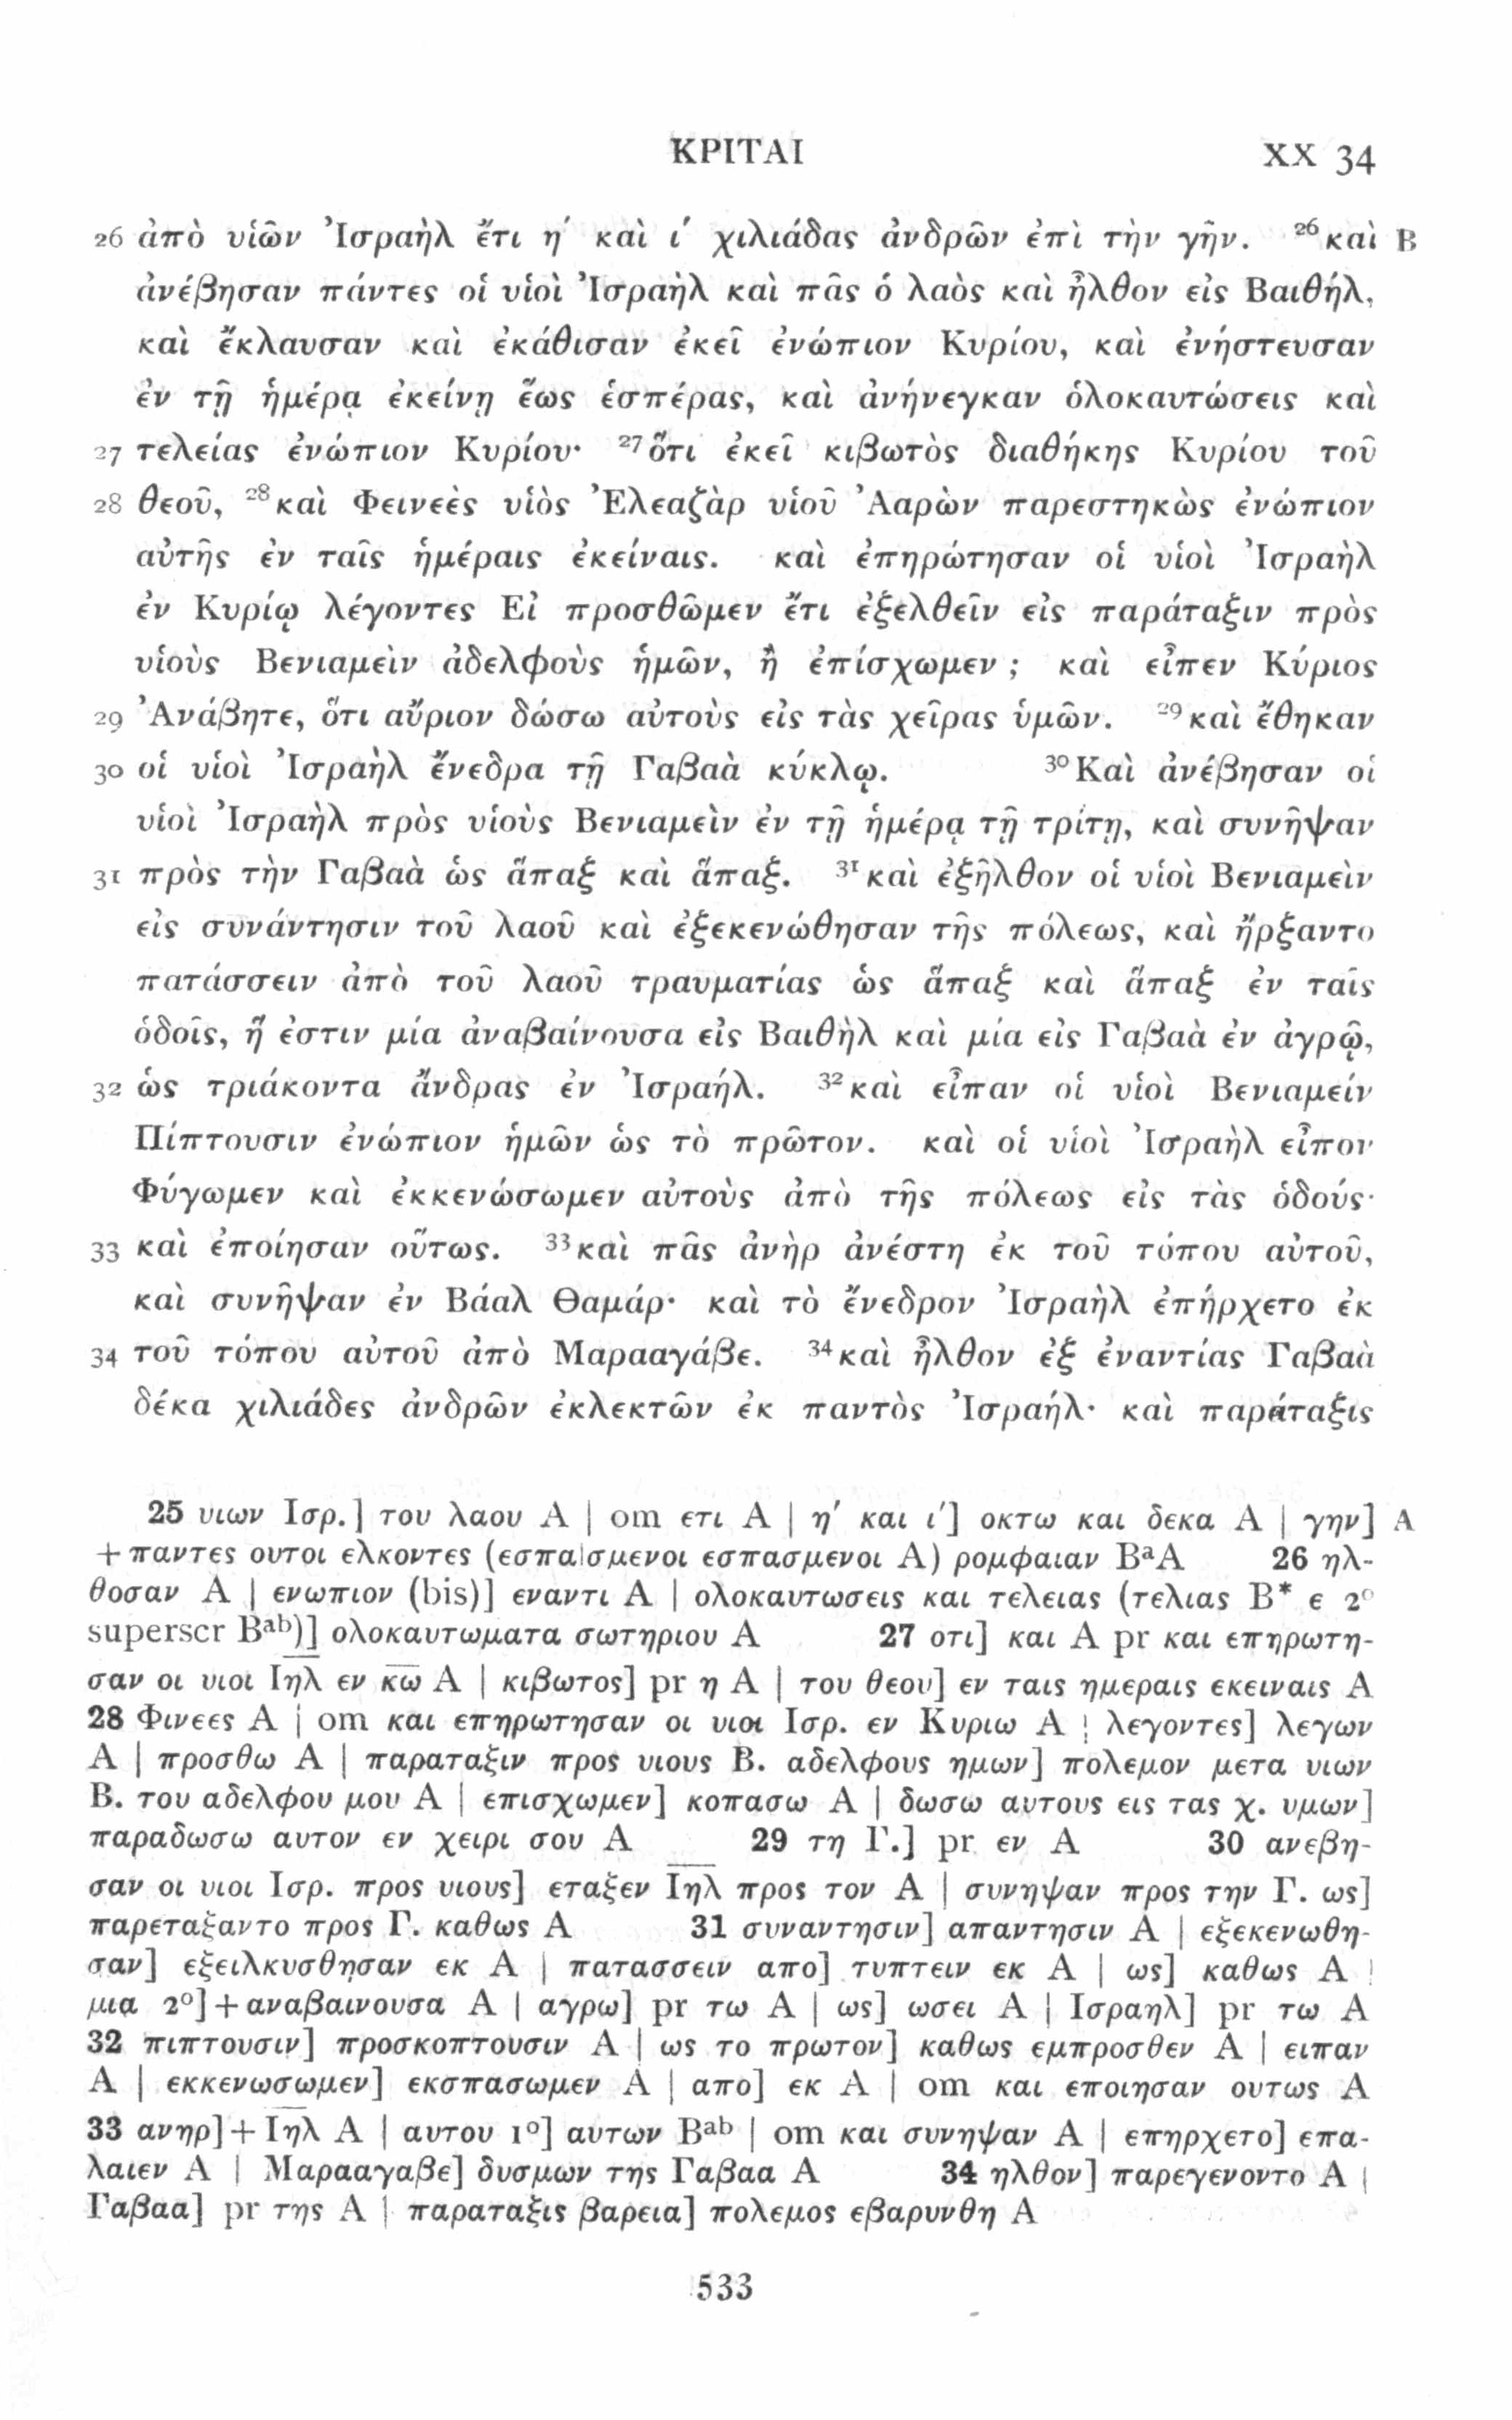 ΚΡΙΤΑΙ XX 34
26 ἀπὸ υἱῶν Ἰσραὴλ ἔτι η΄ καὶ ι΄ χιλιάδας ἀνδρῶν ἐπὶ τὴν γῆν. ²⁶καὶ B
ἀνέβησαν πάντες οἱ υἱοὶ Ἰσραὴλ καὶ πᾶς ὁ λαὸς καὶ ἦλθον εἰς Βαιθήλ,
καὶ ἔκλαυσαν καὶ ἐκάθισαν ἐκεῖ ἐνώπιον Κυρίου, καὶ ἐνήστευσαν
ἐν τῇ ἡμέρᾳ ἐκείνῃ ἕως ἑσπέρας, καὶ ἀνήνεγκαν ὁλοκαυτώσεις καὶ
27 τελείας ἐνώπιον Κυρίου· ²⁷ὅτι ἐκεῖ κιβωτὸς διαθήκης Κυρίου τοῦ
28 θεοῦ, ²⁸καὶ Φεινεὲς υἱὸς Ἐλεαζὰρ υἱοῦ Ἀαρὼν παρεστηκὼς ἐνώπιον
αὐτῆς ἐν ταῖς ἡμέραις ἐκείναις. καὶ ἐπηρώτησαν οἱ υἱοὶ Ἰσραὴλ
ἐν Κυρίῳ λέγοντες Εἰ προσθῶμεν ἔτι ἐξελθεῖν εἰς παράταξιν πρὸς
υἱοὺς Βενιαμεὶν ἀδελφοὺς ἡμῶν, ἢ ἐπίσχωμεν ; καὶ εἶπεν Κύριος
29 Ἀνάβητε, ὅτι αὔριον δώσω αὐτοὺς εἰς τὰς χεῖρας ὑμῶν. ²⁹καὶ ἔθηκαν
30 οἱ υἱοὶ Ἰσραὴλ ἔνεδρα τῇ Γαβαὰ κύκλῳ. ³⁰Καὶ ἀνέβησαν οἱ
υἱοὶ Ἰσραὴλ πρὸς υἱοὺς Βενιαμεὶν ἐν τῇ ἡμέρᾳ τῇ τρίτῃ, καὶ συνῆψαν
31 πρὸς τὴν Γαβαὰ ὡς ἅπαξ καὶ ἅπαξ. ³¹καὶ ἐξῆλθον οἱ υἱοὶ Βενιαμεὶν
εἰς συνάντησιν τοῦ λαοῦ καὶ ἐξεκενώθησαν τῆς πόλεως, καὶ ἤρξαντο
πατάσσειν ἀπὸ τοῦ λαοῦ τραυματίας ὡς ἅπαξ καὶ ἅπαξ ἐν ταῖς
ὁδοῖς, ἥ ἐστιν μία ἀναβαίνουσα εἰς Βαιθὴλ καὶ μία εἰς Γαβαὰ ἐν ἀγρῷ,
32 ὡς τριάκοντα ἄνδρας ἐν Ἰσραήλ. ³²καὶ εἶπαν οἱ υἱοὶ Βενιαμείν
Πίπτουσιν ἐνώπιον ἡμῶν ὡς τὸ πρῶτον. καὶ οἱ υἱοὶ Ἰσραὴλ εἶπον
Φύγωμεν καὶ ἐκκενώσωμεν αὐτοὺς ἀπὸ τῆς πόλεως εἰς τὰς ὁδούς·
33 καὶ ἐποίησαν οὕτως. ³³καὶ πᾶς ἀνὴρ ἀνέστη ἐκ τοῦ τόπου αὐτοῦ,
καὶ συνῆψαν ἐν Βάαλ Θαμάρ· καὶ τὸ ἔνεδρον Ἰσραὴλ ἐπήρχετο ἐκ
34 τοῦ τόπου αὐτοῦ ἀπὸ Μαρααγάβε. ³⁴καὶ ἦλθον ἐξ ἐναντίας Γαβαὰ
δέκα χιλιάδες ἀνδρῶν ἐκλεκτῶν ἐκ παντὸς Ἰσραήλ· καὶ παράταξις
25 υιων Ισρ.] του λαου A | om ετι A | η΄ και ι΄] οκτω και δεκα A | γην] A
+παντες ουτοι ελκοντες (εσπα|σμενοι εσπασμενοι A) ρομφαιαν BᵃA 26 ηλ-
θοσαν A | ενωπιον (bis)] εναντι A | ολοκαυτωσεις και τελειας (τελιας B* ε 2⁰
superscr Bᵃᵇ)] ολοκαυτωματα σωτηριου A 27 οτι] και A pr και επηρωτη-
σαν οι υιοι Ι̅η̅λ̅ εν κ̅ω̅ A | κιβωτος] pr η A | του θεου] εν ταις ημεραις εκειναις A
28 Φινεες A | om και επηρωτησαν οι υιοι Ισρ. εν Κυριω A | λεγοντες] λεγων
A | προσθω A | παραταξιν προς υιους Β. αδελφους ημων] πολεμον μετα υιων
Β. του αδελφου μου A | επισχωμεν] κοπασω A | δωσω αυτους εις τας χ. υμων]
παραδωσω αυτον εν χειρι σου A 29 τη Γ.] pr εν A 30 ανεβη-
σαν οι υιοι Ισρ. προς υιους] εταξεν Ι̅η̅λ̅ προς τον A | συνηψαν προς την Γ. ως]
παρεταξαντο προς Γ. καθως A 31 συναντησιν] απαντησιν A | εξεκενωθη-
σαν] εξειλκυσθησαν εκ A | πατασσειν απο] τυπτειν εκ A | ως] καθως A |
μια 2⁰]+αναβαινουσα A | αγρω] pr τω A | ως] ωσει A | Ισραηλ] pr τω A
32 πιπτουσιν] προσκοπτουσιν A | ως το πρωτον] καθως εμπροσθεν A | ειπαν
A | εκκενωσωμεν] εκσπασωμεν A | απο] εκ A | om και εποιησαν ουτως A
33 ανηρ]+Ι̅η̅λ̅ A | αυτου 1⁰] αυτων Bᵃᵇ | om και συνηψαν A | επηρχετο] επα-
λαιεν A | Μαρααγαβε] δυσμων της Γαβαα A 34 ηλθον] παρεγενοντο A |
Γαβαα] pr της A | παραταξις βαρεια] πολεμος εβαρυνθη A
533